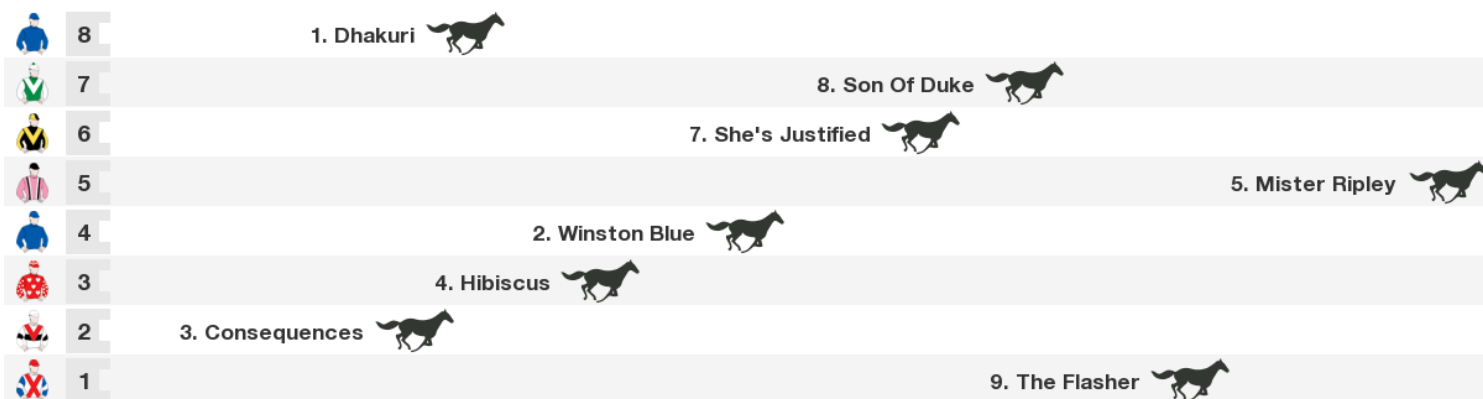 8 1. Dhakuri
7 8. Son Of Duke
6 7. She's Justified
5 5. Mister Ripley
4 2. Winston Blue
3 4. Hibiscus
2 3. Consequences
1 9. The Flasher